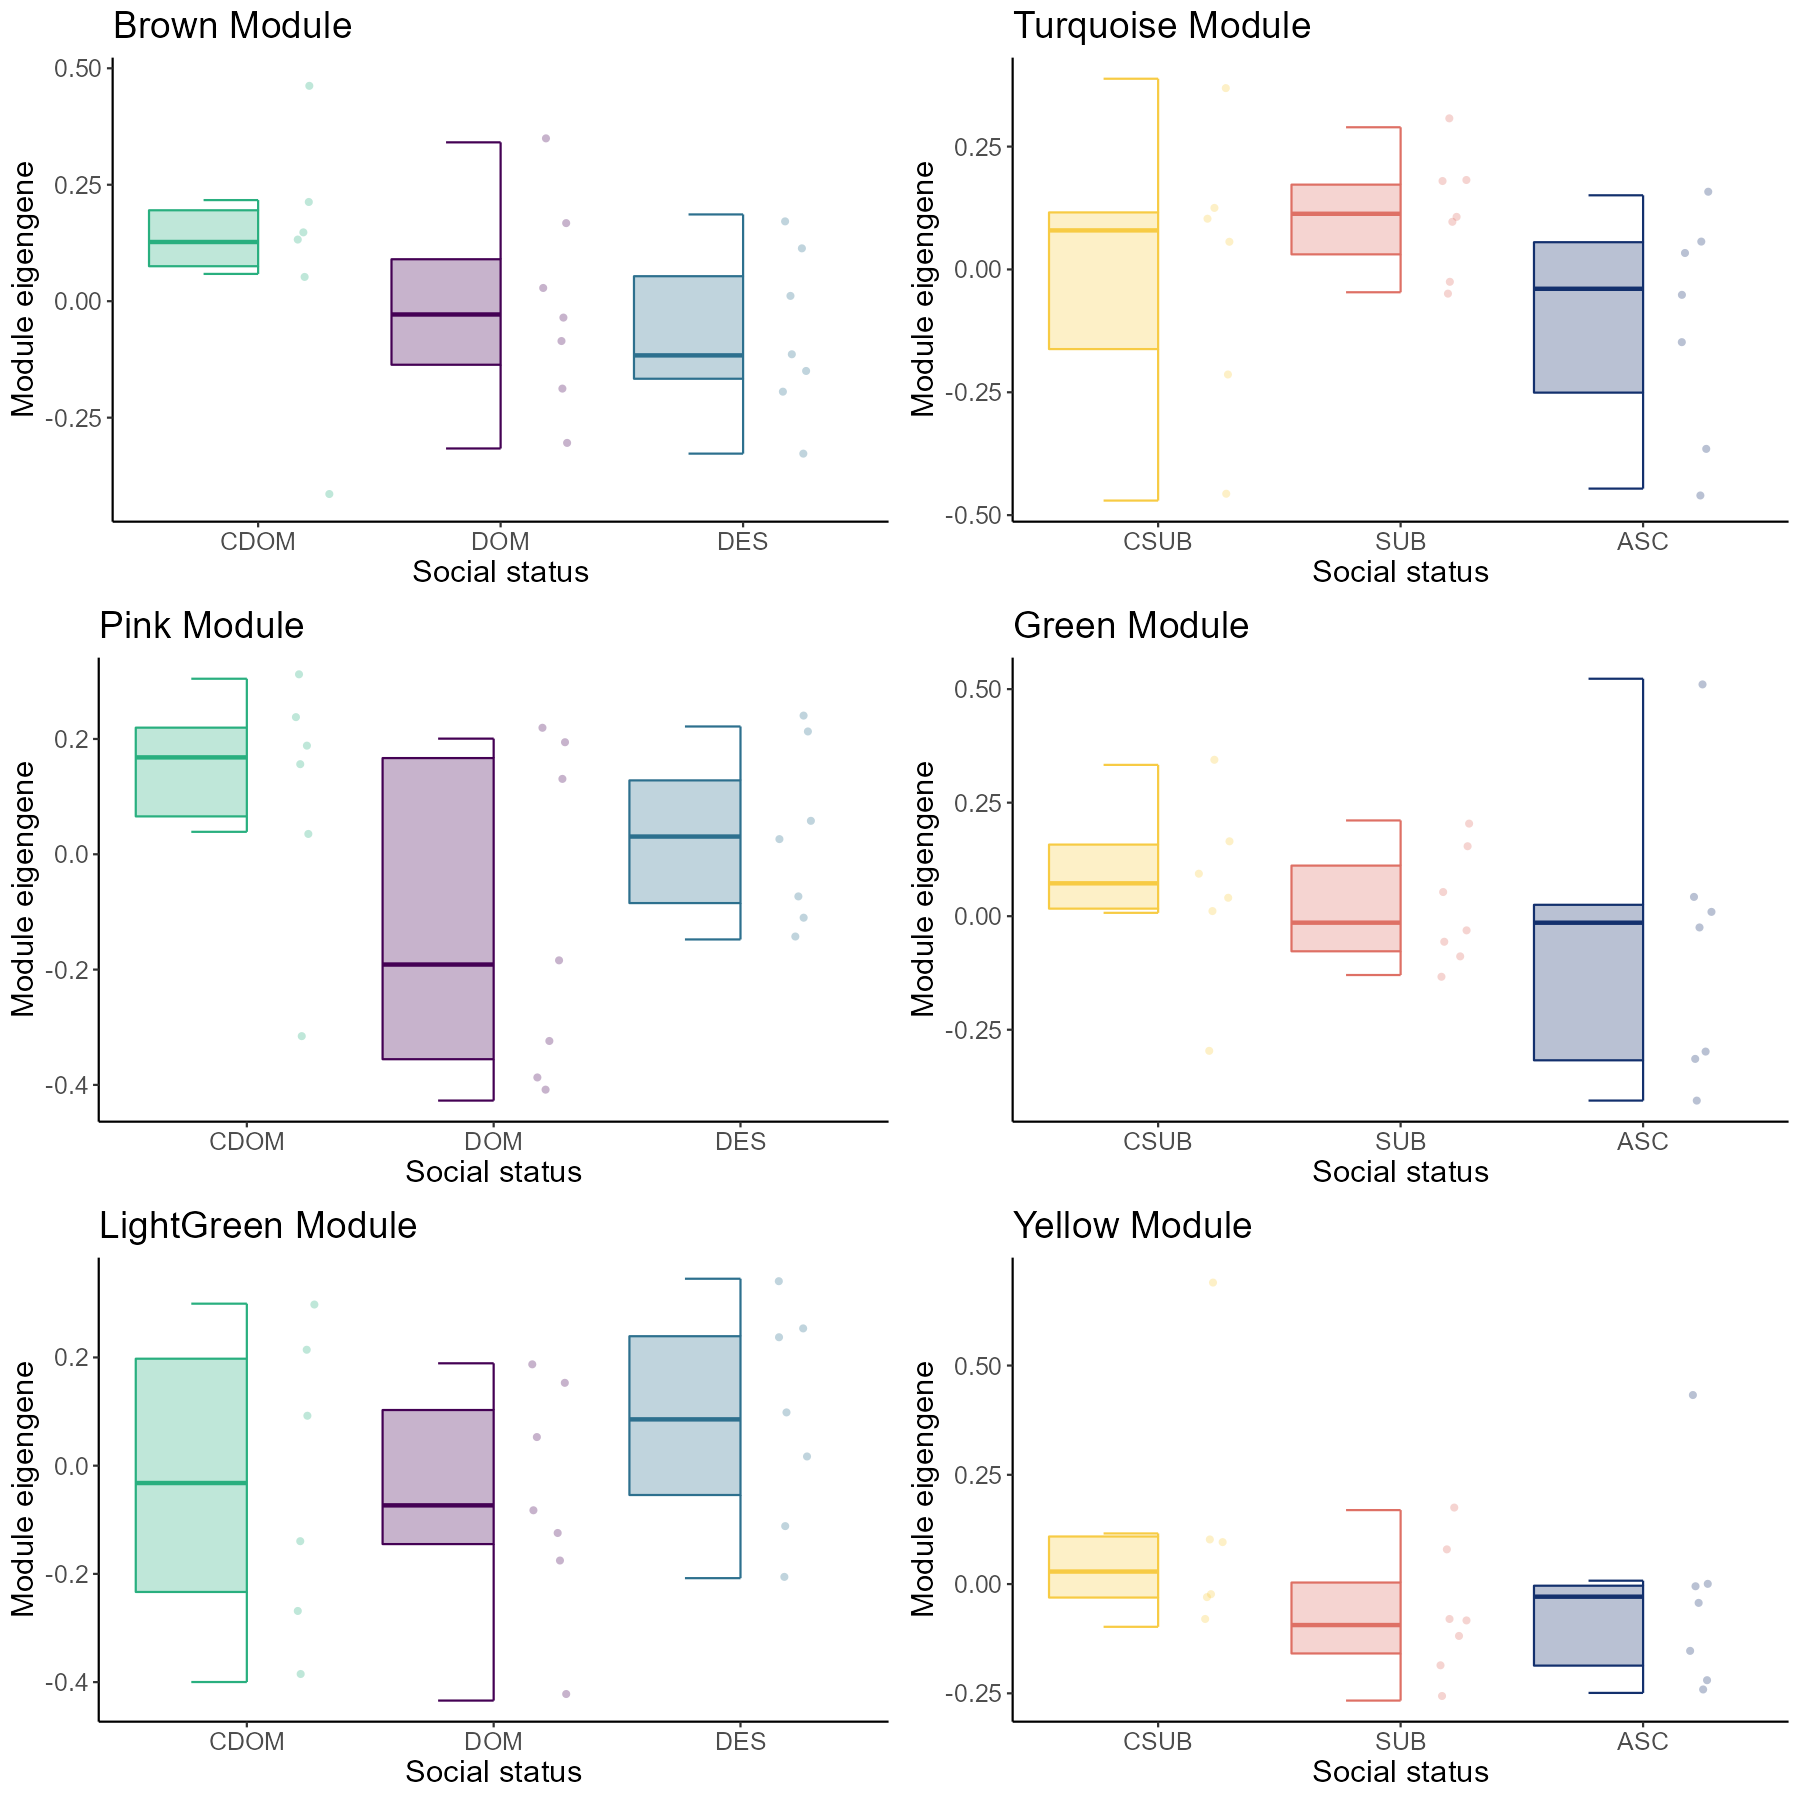 Brown Module
Module eigengene
0.50
0.25
0.00
-0.25
CDOM DOM DES
Social status
Turquoise Module
Module eigengene
0.25
0.00
-0.25
-0.50
CSUB SUB ASC
Social status
Pink Module
Module eigengene
0.2
0.0
-0.2
-0.4
CDOM DOM DES
Social status
Green Module
Module eigengene
0.50
0.25
0.00
-0.25
CSUB SUB ASC
Social status
LightGreen Module
Module eigengene
0.2
0.0
-0.2
-0.4
CDOM DOM DES
Social status
Yellow Module
Module eigengene
0.50
0.25
0.00
-0.25
CSUB SUB ASC
Social status